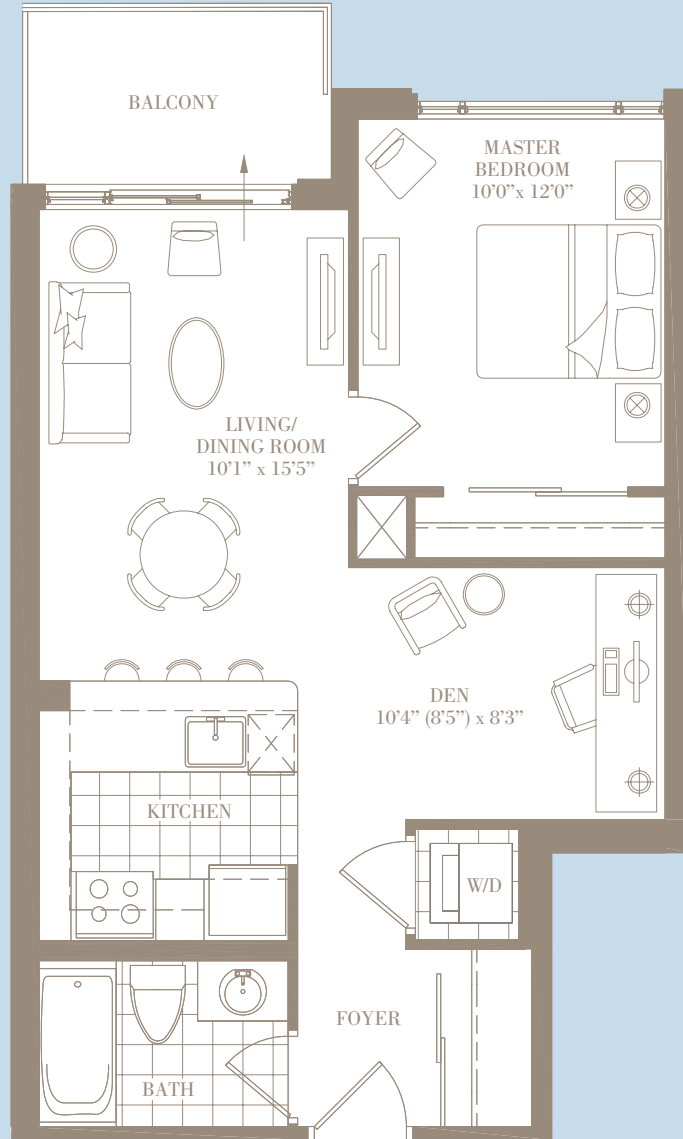 BALCONY
MASTER
BEDROOM
10’0” x 12’0”
LIVING/
DINING ROOM
10’1” x 15’5”
DEN
10’4” (8’5”) x 8’3”
KITCHEN
W/D
FOYER
BATH